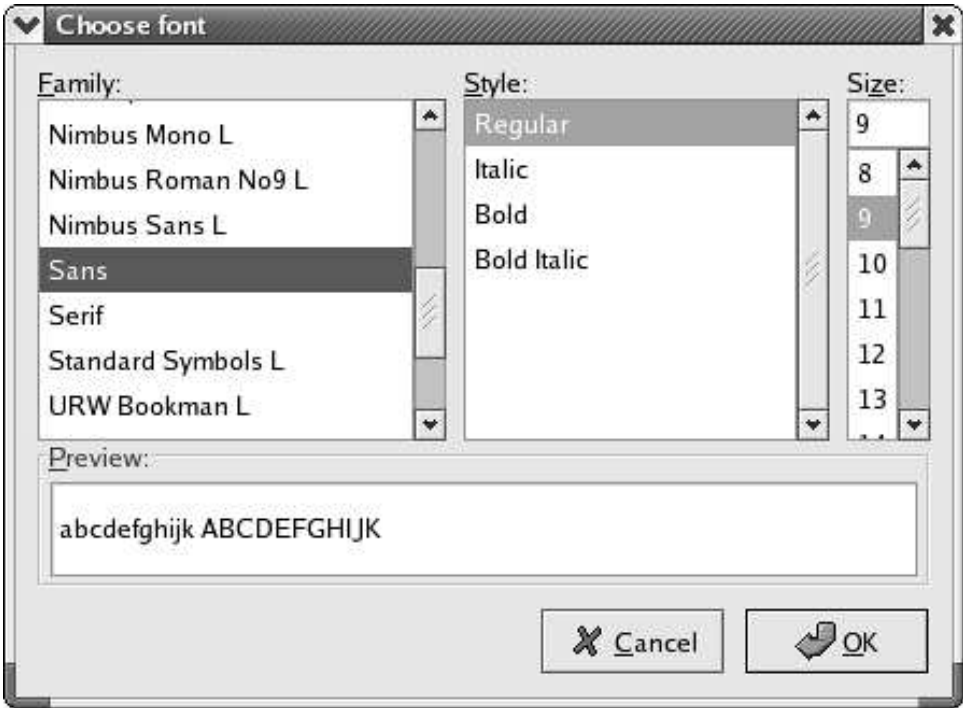 Choose font
Family:
Nimbus Mono L
Nimbus Roman No9 L
Nimbus Sans L
Sans
Serif
Standard Symbols L
URW Bookman L
Style:
Regular
Italic
Bold
Bold Italic
Size:
9
8
9
10
11
12
13
Preview:
abcdefghijk ABCDEFGHIJK
Cancel
OK